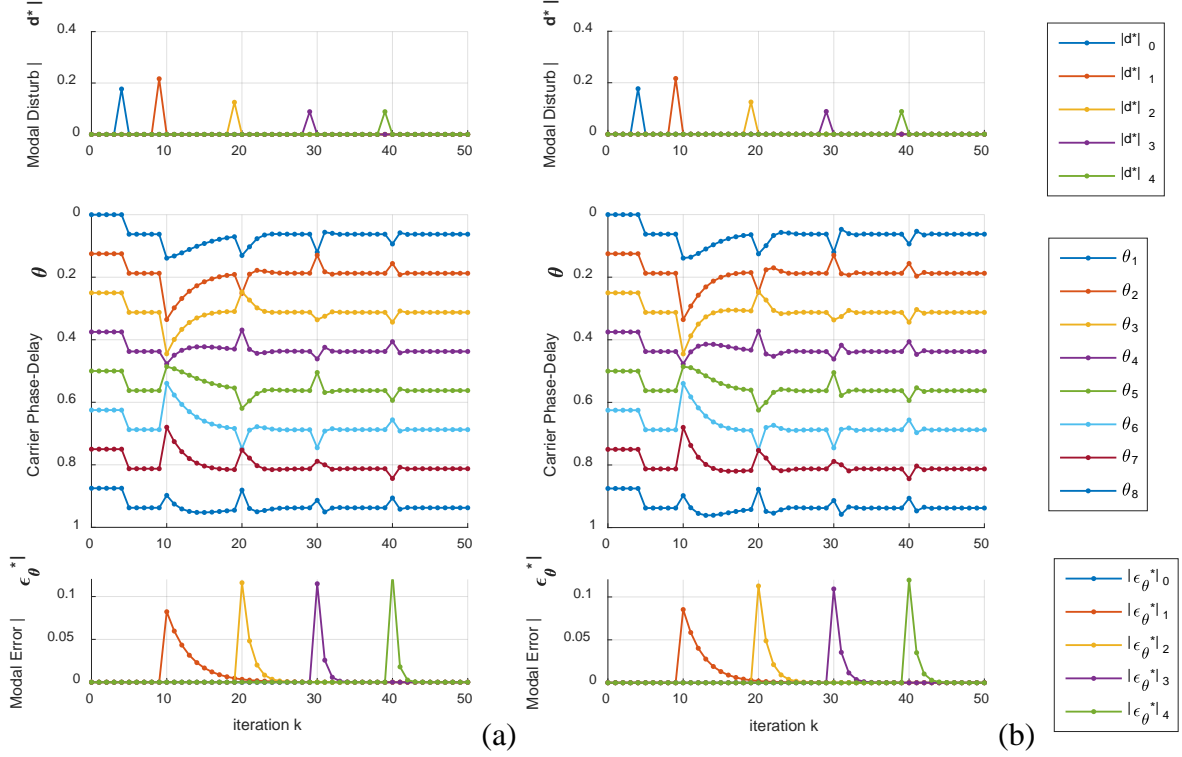 Modal Disturb | d* |
0.4
0.2
0
0 10 20 30 40 50
Carrier Phase-Delay θ
0
0.2
0.4
0.6
0.8
1
0 10 20 30 40 50
Modal Error | ϵθ*|
0.1
0.05
0
0 10 20 30 40 50
iteration k
(a)
Modal Disturb | d* |
0.4
0.2
0
0 10 20 30 40 50
Carrier Phase-Delay θ
0
0.2
0.4
0.6
0.8
1
0 10 20 30 40 50
Modal Error | ϵθ*|
0.1
0.05
0
0 10 20 30 40 50
iteration k
(b)
|d*| 0
|d*| 1
|d*| 2
|d*| 3
|d*| 4
θ1
θ2
θ3
θ4
θ5
θ6
θ7
θ8
|ϵθ*| 0
|ϵθ*| 1
|ϵθ*| 2
|ϵθ*| 3
|ϵθ*| 4